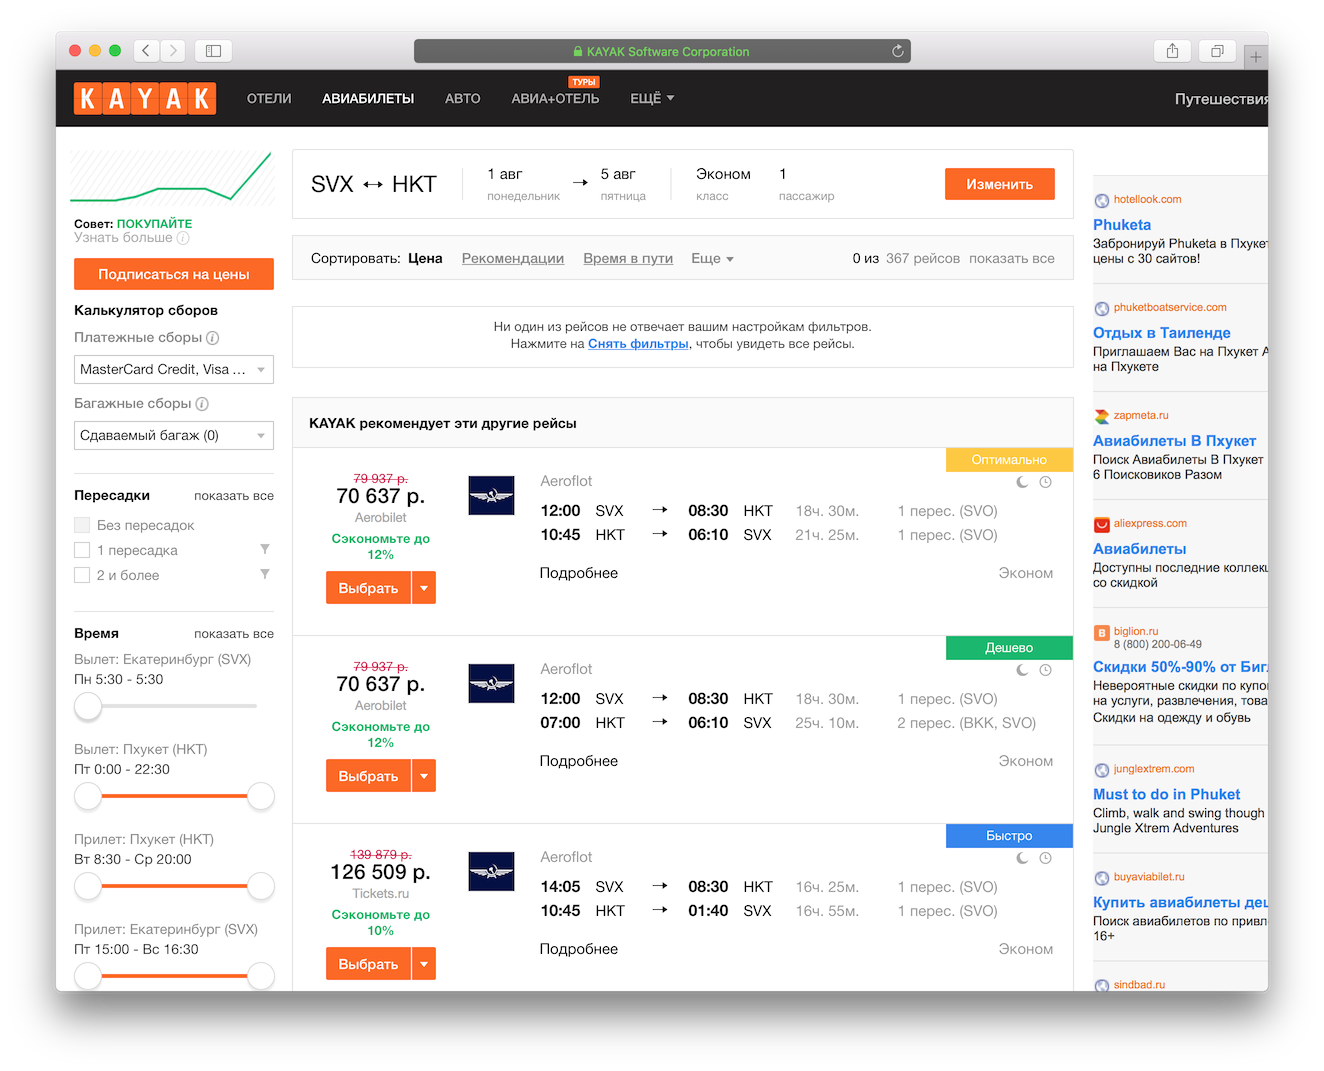 KAYAK Software Corporation
KAYAK
ОТЕЛИ
АВИАБИЛЕТЫ
АВТО
ТУРЫ
АВИА+ОТЕЛЬ
ЕЩЁ
Путешествия
Совет: ПОКУПАЙТЕ
Узнать больше
Подписаться на цены
Калькулятор сборов
Платежные сборы
MasterCard Credit, Visa ...
Багажные сборы
Сдаваемый багаж (0)
Пересадки показать все
Без пересадок
1 пересадка
2 и более
Время показать все
Вылет: Екатеринбург (SVX)
Пн 5:30 - 5:30
Вылет: Пхукет (HKT)
Пт 0:00 - 22:30
Прилет: Пхукет (HKT)
Вт 8:30 - Ср 20:00
Прилет: Екатеринбург (SVX)
Пт 15:00 - Вс 16:30
SVX ↔ HKT
1 авг → 5 авг
понедельник пятница
Эконом 1
класс пассажир
Изменить
Сортировать: Цена Рекомендации Время в пути Еще
0 из 367 рейсов показать все
Ни один из рейсов не отвечает вашим настройкам фильтров.
Нажмите на Снять фильтры, чтобы увидеть все рейсы.
KAYAK рекомендует эти другие рейсы
Оптимально
79 937 р.
70 637 р.
Aerobilet
Сэкономьте до
12%
Выбрать
Aeroflot
12:00 SVX → 08:30 HKT 18ч. 30м. 1 перес. (SVO)
10:45 HKT → 06:10 SVX 21ч. 25м. 1 перес. (SVO)
Подробнее Эконом
Дешево
79 937 р.
70 637 р.
Aerobilet
Сэкономьте до
12%
Выбрать
Aeroflot
12:00 SVX → 08:30 HKT 18ч. 30м. 1 перес. (SVO)
07:00 HKT → 06:10 SVX 25ч. 10м. 2 перес. (BKK, SVO)
Подробнее Эконом
Быстро
139 879 р.
126 509 р.
Tickets.ru
Сэкономьте до
10%
Выбрать
Aeroflot
14:05 SVX → 08:30 HKT 16ч. 25м. 1 перес. (SVO)
10:45 HKT → 01:40 SVX 16ч. 55м. 1 перес. (SVO)
Подробнее Эконом
hotellook.com
Phuketa
Забронируй Phuketa в Пхукет
цены с 30 сайтов!
phuketboatservice.com
Отдых в Таиленде
Приглашаем Вас на Пхукет А
на Пхукете
zapmeta.ru
Авиабилеты В Пхукет
Поиск Авиабилеты В Пхукет
6 Поисковиков Разом
aliexpress.com
Авиабилеты
Доступны последние коллекц
со скидкой
biglion.ru
8 (800) 200-06-49
Скидки 50%-90% от Биг
Невероятные скидки по купо
на услуги, развлечения, това
Скидки на одежду и обувь
junglextrem.com
Must to do in Phuket
Climb, walk and swing though
Jungle Xtrem Adventures
buyaviabilet.ru
Купить авиабилеты де
Поиск авиабилетов по привл
16+
sindbad.ru